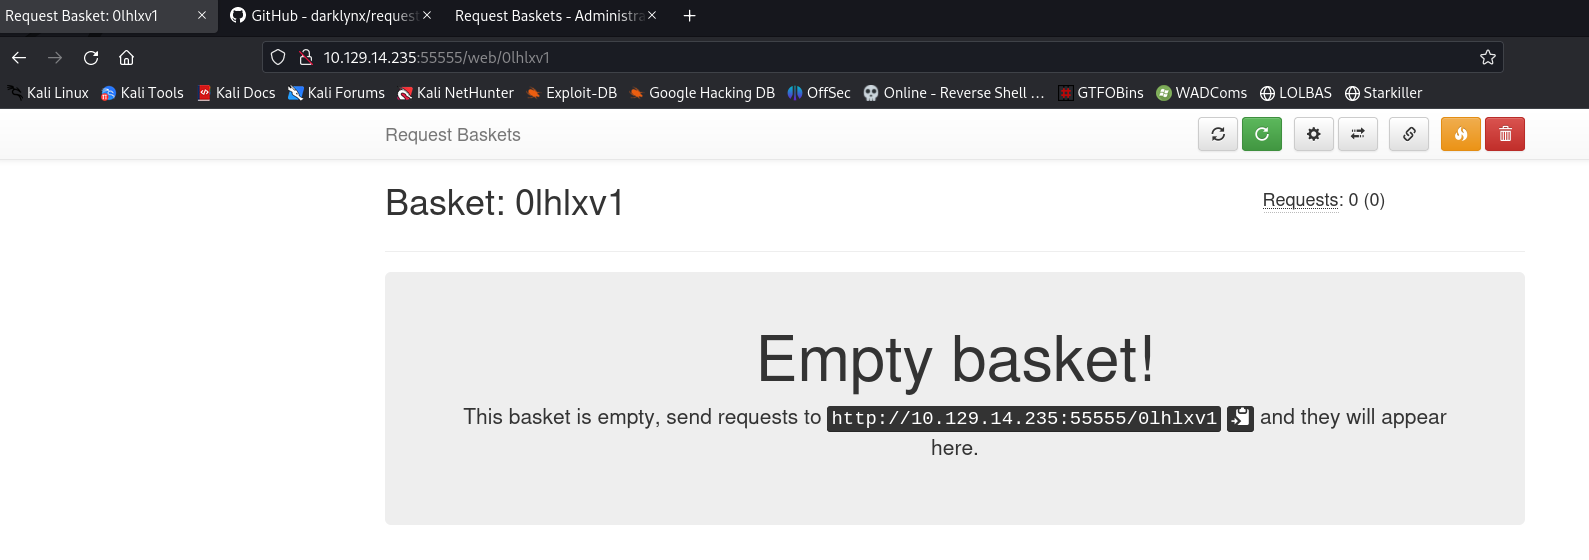 Request Basket: 0lhlxv1
GitHub - darklynx/request
Request Baskets - Administra
10.129.14.235:55555/web/0lhlxv1
Kali Linux Kali Tools Kali Docs Kali Forums Kali NetHunter Exploit-DB Google Hacking DB OffSec Online - Reverse Shell … GTFOBins WADComs LOLBAS Starkiller
Request Baskets
Basket: 0lhlxv1
Requests: 0 (0)
Empty basket!
This basket is empty, send requests to http://10.129.14.235:55555/0lhlxv1 and they will appear
here.